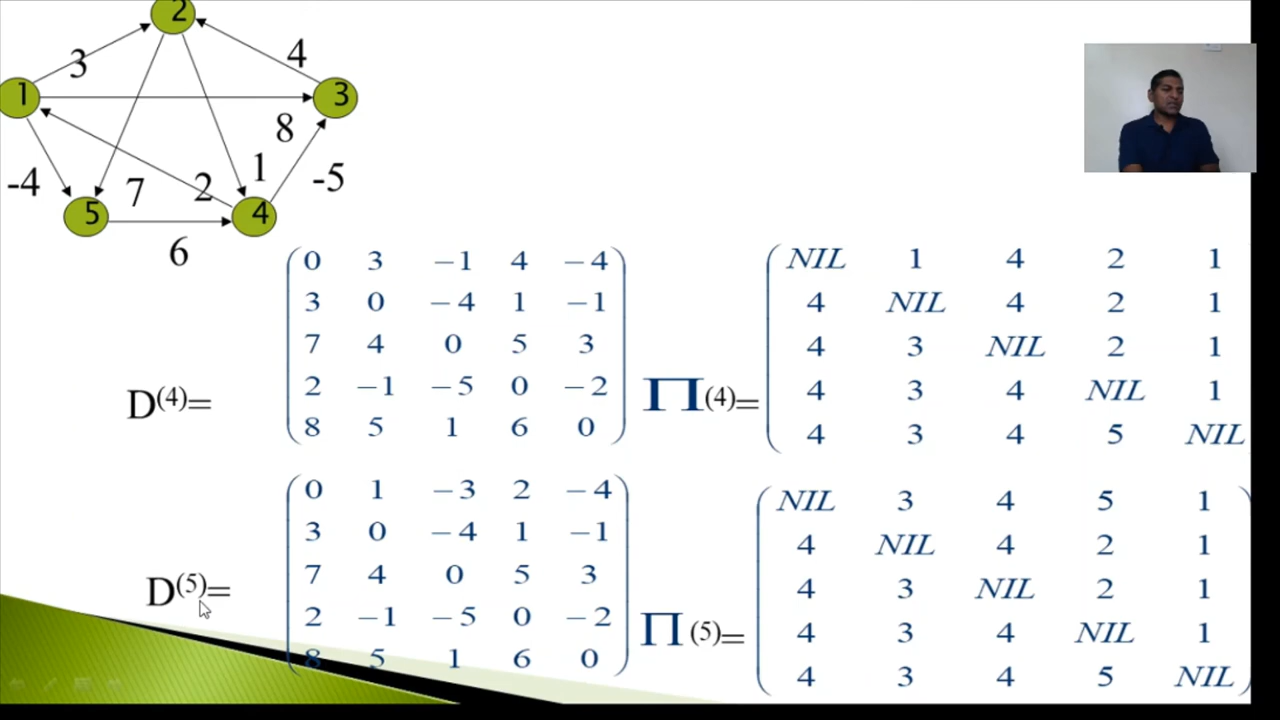 2
3
4
1
3
8
-4
7
2
1
-5
5
4
6
0 3 −1 4 −4
3 0 −4 1 −1
7 4 0 5 3
2 −1 −5 0 −2
8 5 1 6 0
D(4)=
NIL 1 4 2 1
4 NIL 4 2 1
4 3 NIL 2 1
4 3 4 NIL 1
4 3 4 5 NIL
∏(4)=
0 1 −3 2 −4
3 0 −4 1 −1
7 4 0 5 3
2 −1 −5 0 −2
8 5 1 6 0
D(5)=
NIL 3 4 5 1
4 NIL 4 2 1
4 3 NIL 2 1
4 3 4 NIL 1
4 3 4 5 NIL
∏(5)=